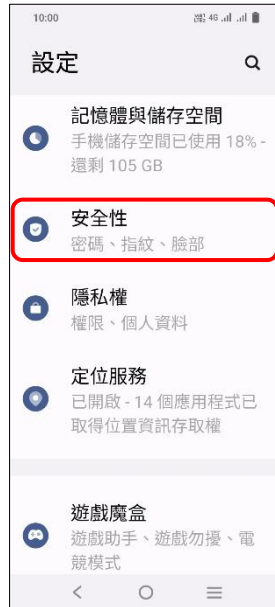 10:00
4G
設定
記憶體與儲存空間
手機儲存空間已使用 18% -
還剩 105 GB
安全性
密碼、指紋、臉部
隱私權
權限、個人資料
定位服務
已開啟 - 14 個應用程式已
取得位置資訊存取權
遊戲魔盒
遊戲助手、遊戲勿擾、電
競模式